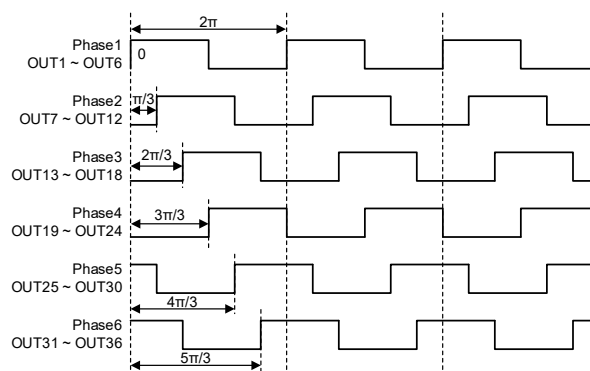 2π
Phase1
OUT1 ~ OUT6
0
Phase2
OUT7 ~ OUT12
π/3
Phase3
OUT13 ~ OUT18
2π/3
Phase4
OUT19 ~ OUT24
3π/3
Phase5
OUT25 ~ OUT30
4π/3
Phase6
OUT31 ~ OUT36
5π/3